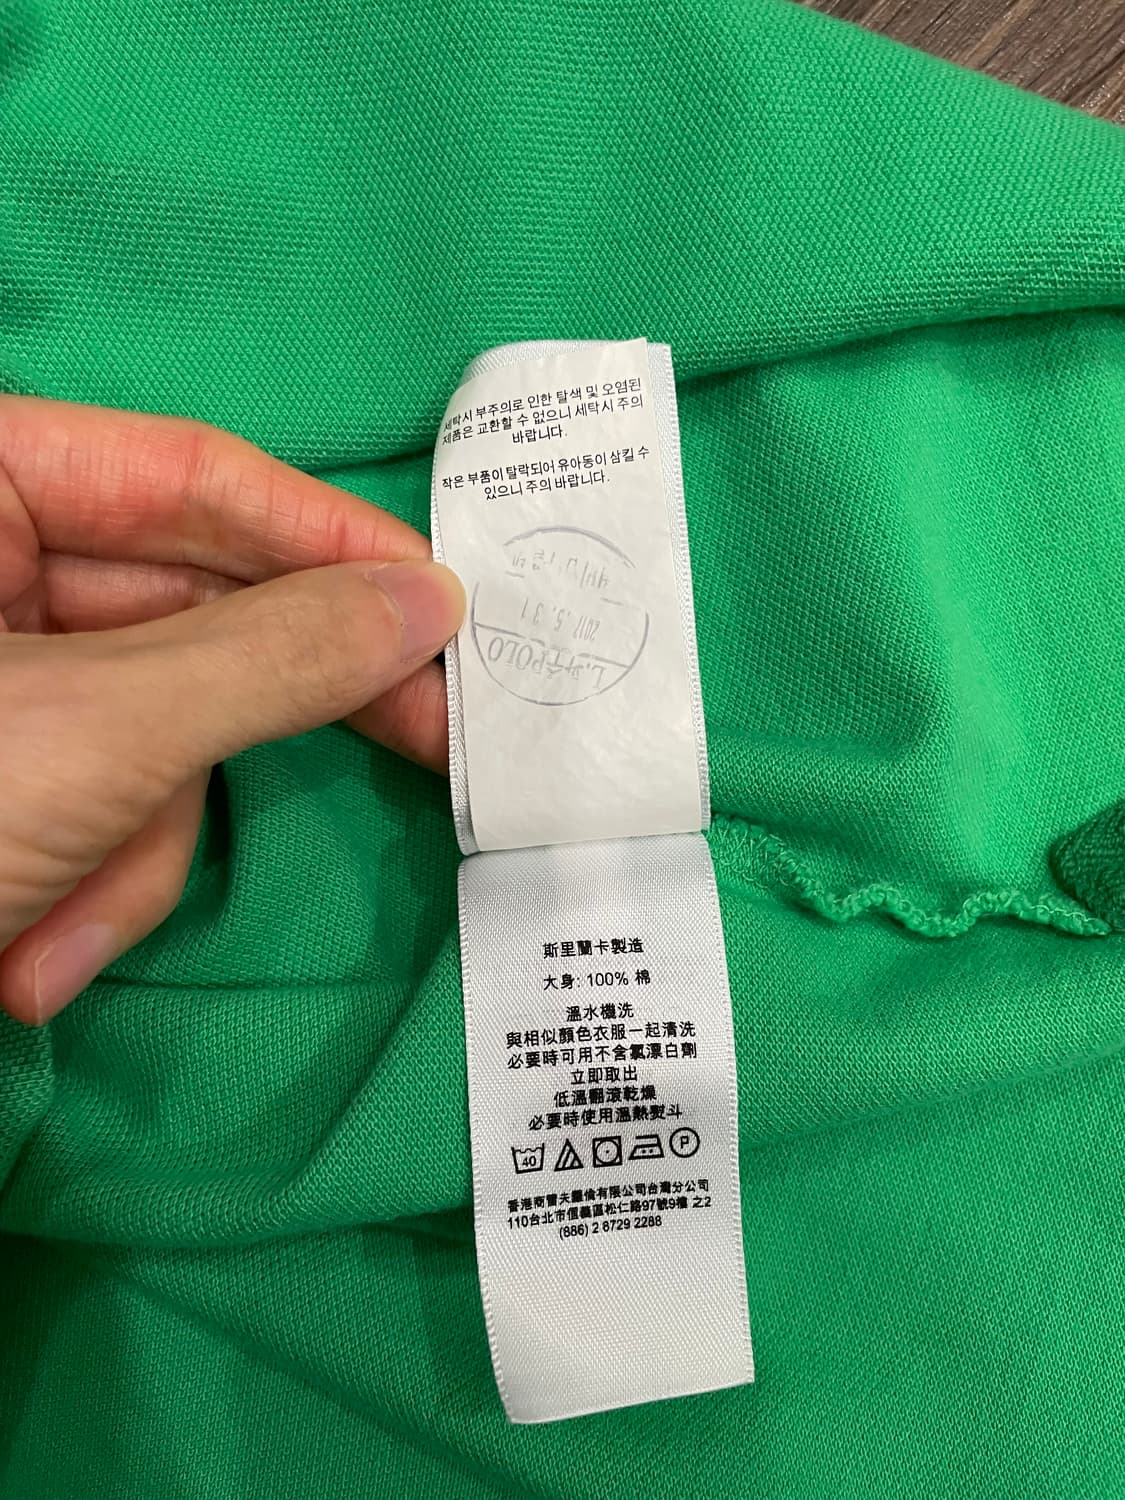 세탁시 부주의로 인한 탈색 및 오염된
제품은 교환할 수 없으니 세탁시 주의
바랍니다.
작은 부품이 탈락되어 유아동이 삼킬 수
있으니 주의 바랍니다.
2017.5.31
POLO
斯里蘭卡製造
大身: 100% 棉
溫水機洗
與相似顏色衣服一起清洗
必要時可用不含氯漂白劑
立即取出
低溫翻滾乾燥
必要時使用溫熱熨斗
40
P
香港商雷夫羅倫有限公司台灣分公司
110台北市信義區松仁路97號9樓 之2
(886) 2 8729 2288